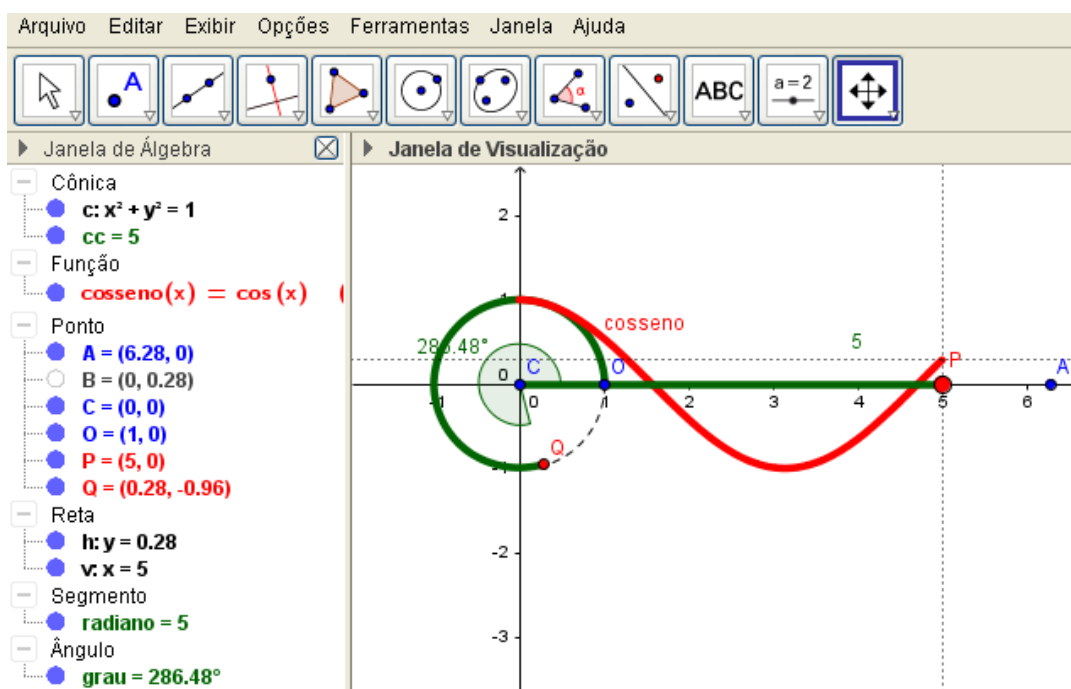 Arquivo Editar Exibir Opções Ferramentas Janela Ajuda
A α ABC a=2
Janela de Álgebra
Janela de Visualização
Cônica
c: x² + y² = 1
cc = 5
Função
cosseno(x) = cos(x) (
Ponto
A = (6.28, 0)
B = (0, 0.28)
C = (0, 0)
O = (1, 0)
P = (5, 0)
Q = (0.28, -0.96)
Reta
h: y = 0.28
v: x = 5
Segmento
radiano = 5
Ângulo
grau = 286.48°
2
1
cosseno
286.48°
5
P
0 C O A
-1 0 1 2 3 4 5 6
Q
-1
-2
-3